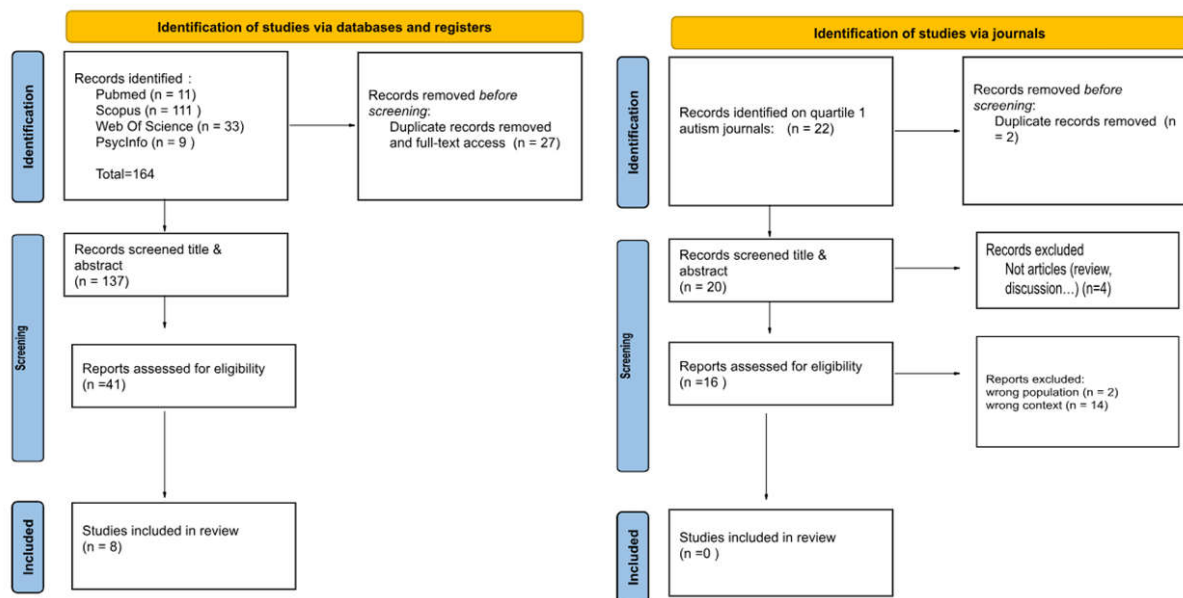 Identification of studies via databases and registers
Identification
Records identified :
Pubmed (n = 11)
Scopus (n = 111 )
Web Of Science (n = 33)
PsycInfo (n = 9 )
Total=164
Records removed before
screening:
Duplicate records removed
and full-text access (n = 27)
Screening
Records screened title &
abstract
(n = 137)
Reports assessed for eligibility
(n =41)
Included
Studies included in review
(n = 8)
Identification of studies via journals
Identification
Records identified on quartile 1
autism journals: (n = 22)
Records removed before
screening:
Duplicate records removed (n
= 2)
Screening
Records screened title &
abstract
(n = 20)
Records excluded
Not articles (review,
discussion…) (n=4)
Reports assessed for eligibility
(n =16 )
Reports excluded:
wrong population (n = 2)
wrong context (n = 14)
Included
Studies included in review
(n =0 )